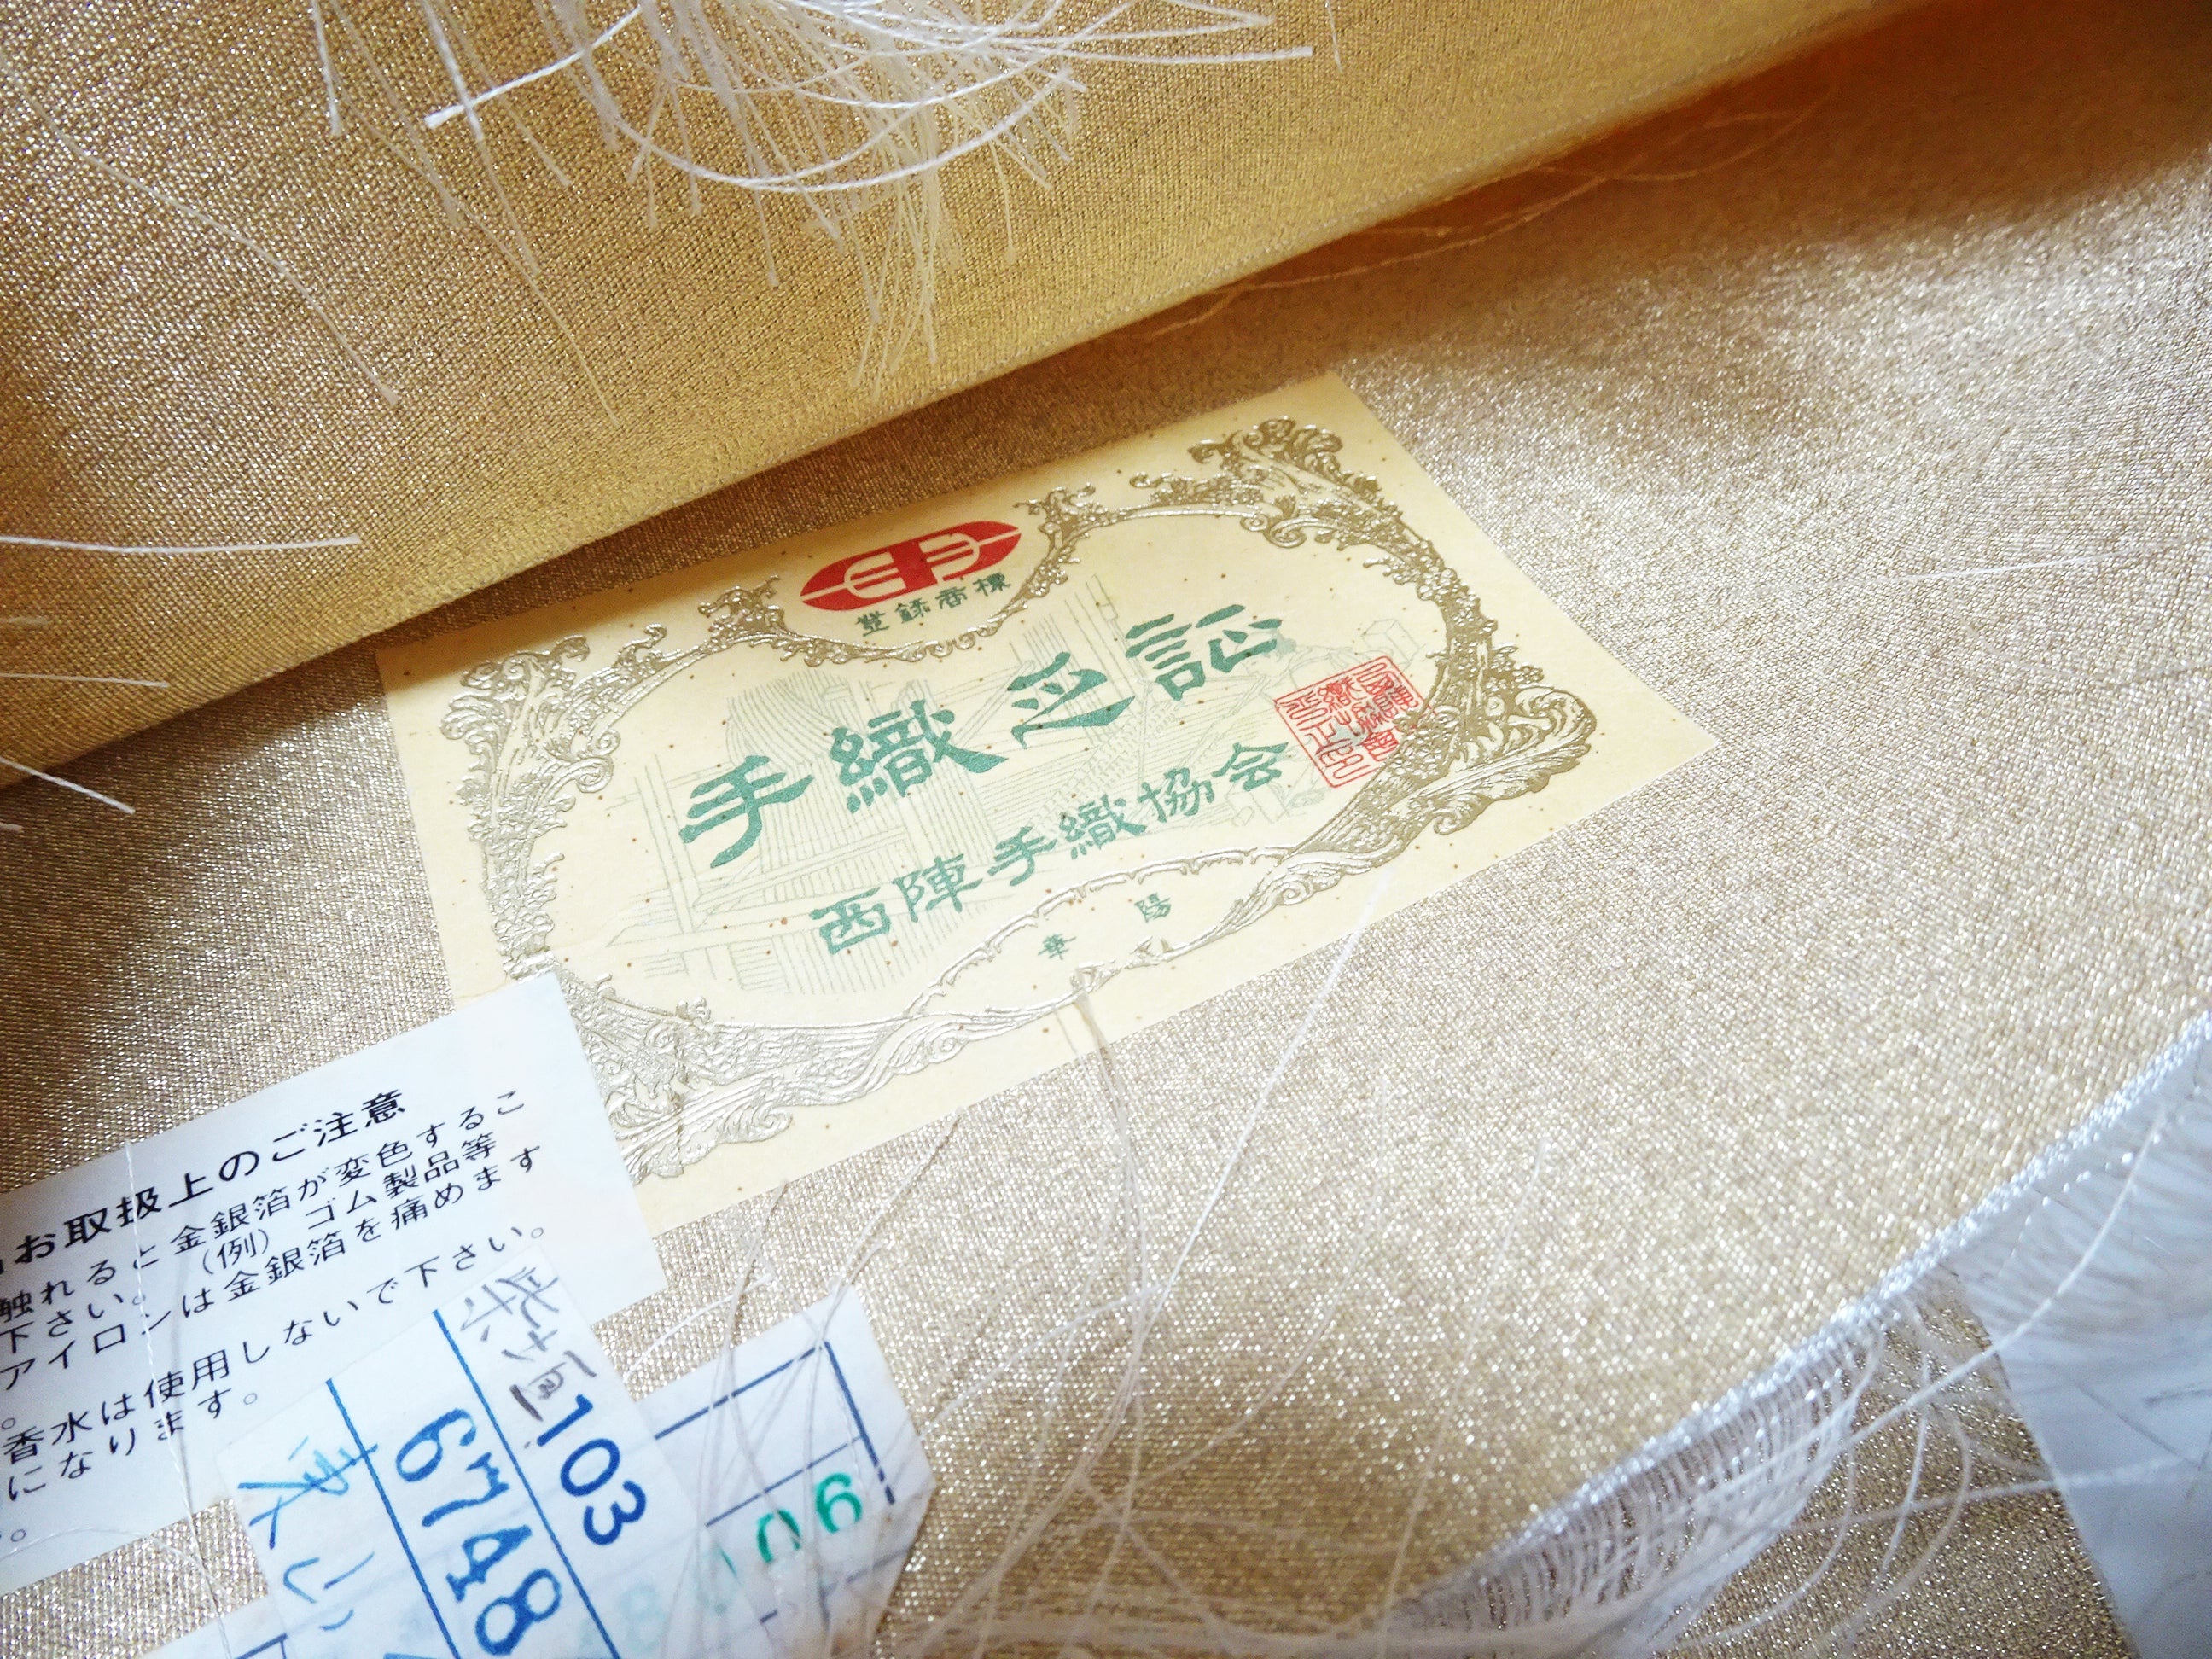 登録商標
手織之証
西陣手織協会
華 陽
お取扱上のご注意
触れると金銀箔が変色するこ
(例) ゴム製品等
下さい。
アイロンは金銀箔を痛めます
。
香水は使用しないで下さい。
になります。
103
6748
06